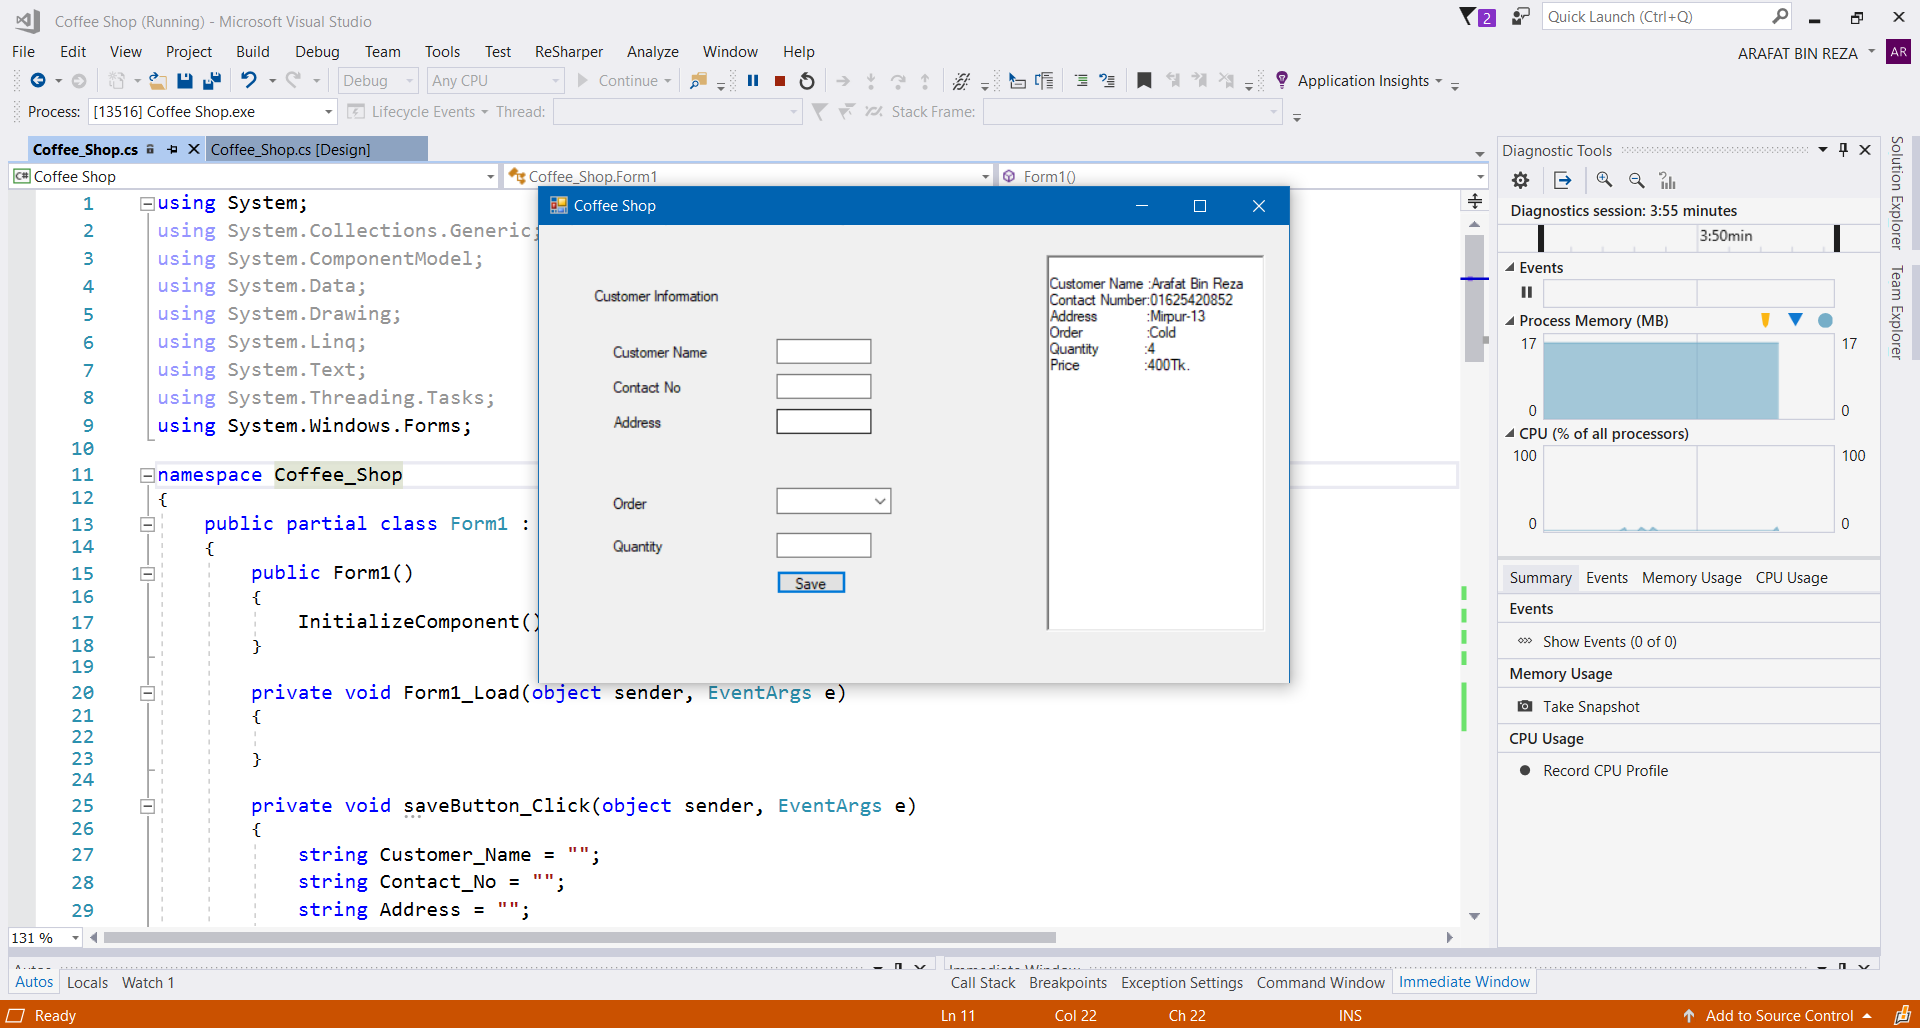 Coffee Shop (Running) - Microsoft Visual Studio
2
Quick Launch (Ctrl+Q)
File Edit View Project Build Debug Team Tools Test ReSharper Analyze Window Help
ARAFAT BIN REZA AR
Debug Any CPU Continue Application Insights
Process: [13516] Coffee Shop.exe Lifecycle Events Thread: Stack Frame:
Coffee_Shop.cs Coffee_Shop.cs [Design]
C# Coffee Shop Coffee_Shop.Form1 Form1()
1 using System;
2 using System.Collections.Generic;
3 using System.ComponentModel;
4 using System.Data;
5 using System.Drawing;
6 using System.Linq;
7 using System.Text;
8 using System.Threading.Tasks;
9 using System.Windows.Forms;
10
11 namespace Coffee_Shop
12 {
13 public partial class Form1 :
14 {
15 public Form1()
16 {
17 InitializeComponent()
18 }
19
20 private void Form1_Load(object sender, EventArgs e)
21 {
22
23 }
24
25 private void saveButton_Click(object sender, EventArgs e)
26 {
27 string Customer_Name = "";
28 string Contact_No = "";
29 string Address = "";
131 %
Coffee Shop
Customer Information
Customer Name
Contact No
Address
Order
Quantity
Save
Customer Name :Arafat Bin Reza
Contact Number:01625420852
Address :Mirpur-13
Order :Cold
Quantity :4
Price :400Tk.
Diagnostic Tools
Diagnostics session: 3:55 minutes
3:50min
Events
Process Memory (MB)
17 17
0 0
CPU (% of all processors)
100 100
0 0
Summary Events Memory Usage CPU Usage
Events
Show Events (0 of 0)
Memory Usage
Take Snapshot
CPU Usage
Record CPU Profile
Solution Explorer
Team Explorer
Autos Immediate Window
Autos Locals Watch 1
Call Stack Breakpoints Exception Settings Command Window Immediate Window
Ready Ln 11 Col 22 Ch 22 INS Add to Source Control